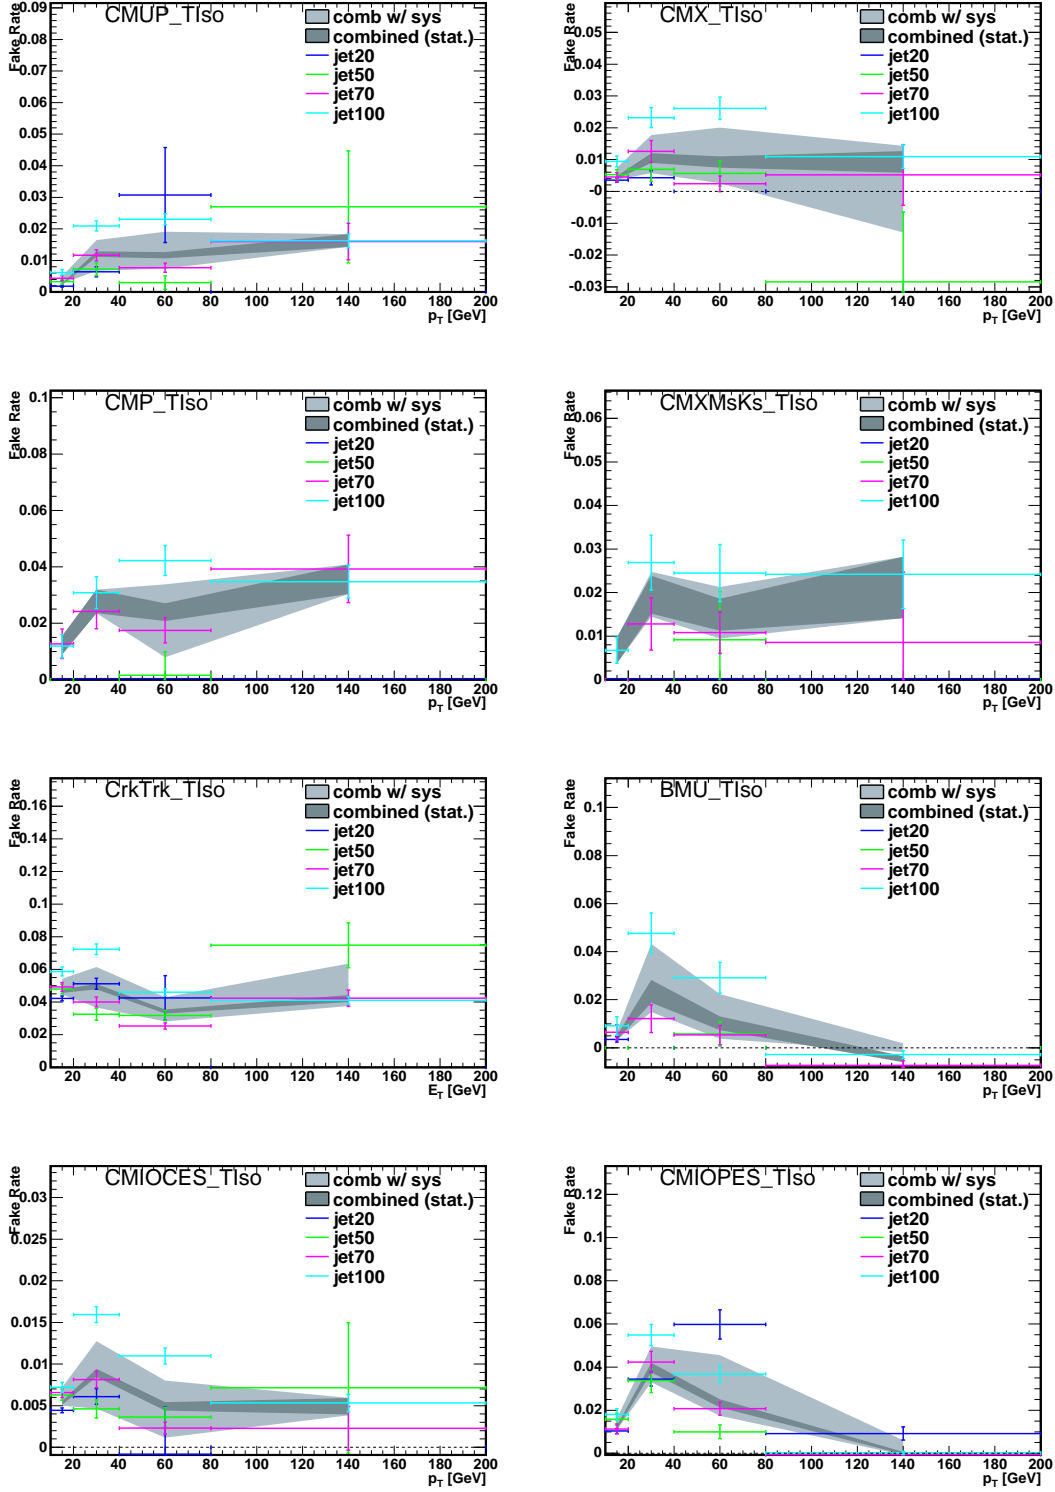 CMUP_TIso
Fake Rate
comb w/ sys
combined (stat.)
jet20
jet50
jet70
jet100
0.09
0.08
0.07
0.06
0.05
0.04
0.03
0.02
0.01
0
20 40 60 80 100 120 140 160 180 200
p_T [GeV]
CMX_TIso
Fake Rate
comb w/ sys
combined (stat.)
jet20
jet50
jet70
jet100
0.05
0.04
0.03
0.02
0.01
-0
-0.01
-0.02
-0.03
20 40 60 80 100 120 140 160 180 200
p_T [GeV]
CMP_TIso
Fake Rate
comb w/ sys
combined (stat.)
jet20
jet50
jet70
jet100
0.1
0.08
0.06
0.04
0.02
0
20 40 60 80 100 120 140 160 180 200
p_T [GeV]
CMXMsKs_TIso
Fake Rate
comb w/ sys
combined (stat.)
jet20
jet50
jet70
jet100
0.06
0.05
0.04
0.03
0.02
0.01
0
20 40 60 80 100 120 140 160 180 200
p_T [GeV]
CrkTrk_TIso
Fake Rate
comb w/ sys
combined (stat.)
jet20
jet50
jet70
jet100
0.16
0.14
0.12
0.1
0.08
0.06
0.04
0.02
0
20 40 60 80 100 120 140 160 180 200
E_T [GeV]
BMU_TIso
Fake Rate
comb w/ sys
combined (stat.)
jet20
jet50
jet70
jet100
0.1
0.08
0.06
0.04
0.02
0
20 40 60 80 100 120 140 160 180 200
p_T [GeV]
CMIOCES_TIso
Fake Rate
comb w/ sys
combined (stat.)
jet20
jet50
jet70
jet100
0.03
0.025
0.02
0.015
0.01
0.005
0
20 40 60 80 100 120 140 160 180 200
p_T [GeV]
CMIOPES_TIso
Fake Rate
comb w/ sys
combined (stat.)
jet20
jet50
jet70
jet100
0.12
0.1
0.08
0.06
0.04
0.02
0
20 40 60 80 100 120 140 160 180 200
p_T [GeV]